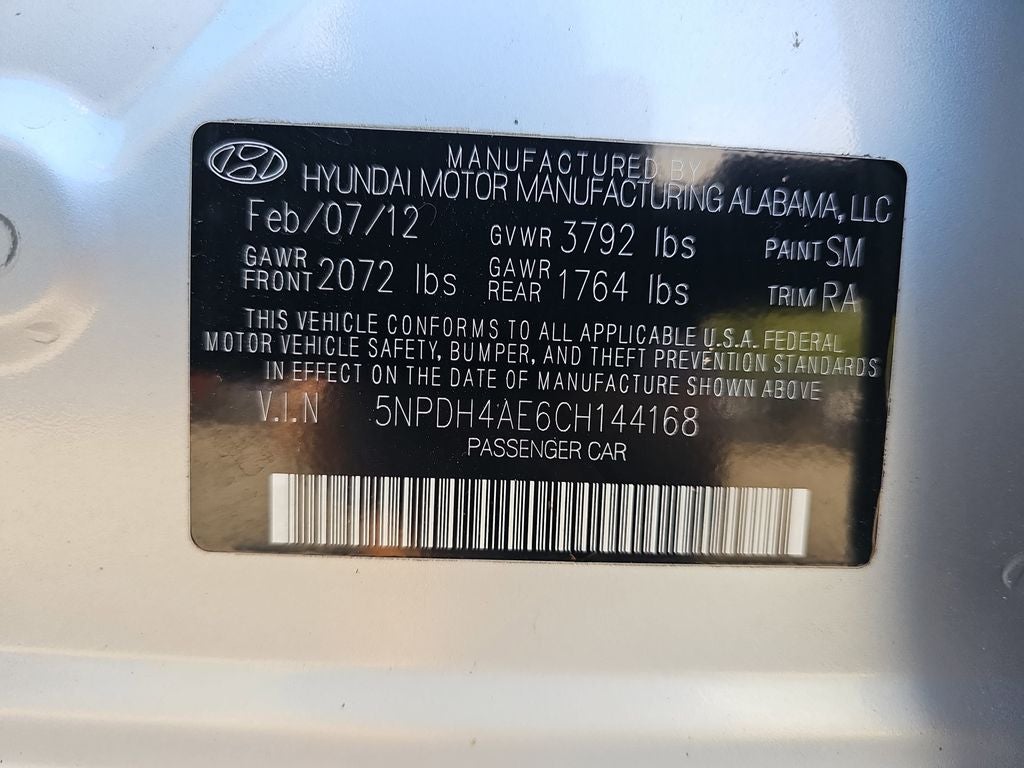 MANUFACTURED BY
HYUNDAI MOTOR MANUFACTURING ALABAMA, LLC
Feb/07/12 GVWR 3792 lbs PAINT SM
GAWR FRONT 2072 lbs GAWR REAR 1764 lbs TRIM RA
THIS VEHICLE CONFORMS TO ALL APPLICABLE U.S.A. FEDERAL
MOTOR VEHICLE SAFETY, BUMPER, AND THEFT PREVENTION STANDARDS
IN EFFECT ON THE DATE OF MANUFACTURE SHOWN ABOVE
V.I.N 5NPDH4AE6CH144168
PASSENGER CAR